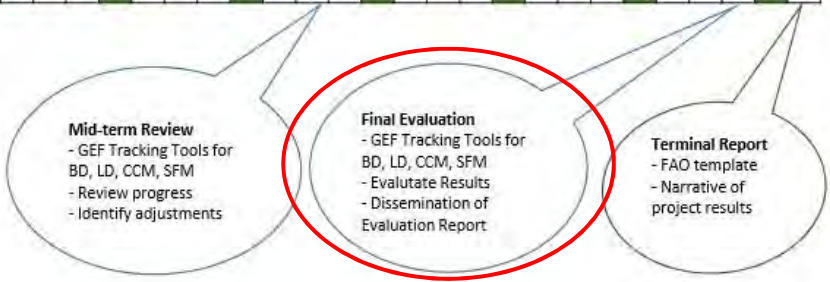 Mid-term Review
- GEF Tracking Tools for
BD, LD, CCM, SFM
- Review progress
- Identify adjustments
Final Evaluation
- GEF Tracking Tools for
BD, LD, CCM, SFM
- Evalutate Results
- Dissemination of
Evaluation Report
Terminal Report
- FAO template
- Narrative of
project results